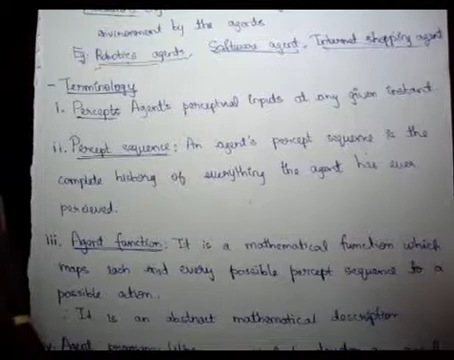 environment by the agents
Eg: Robotics agents, Software agent, Internet shopping agent
- Terminology
i. Percepts Agent's perceptual inputs at any given instant.
ii. Percept sequence: An agent's percept sequence is the
complete history of everything the agent has ever
perceived.
iii. Agent function: It is a mathematical function which
maps each and every possible percept sequence to a
possible action.
: It is an abstract mathematical description
Agent